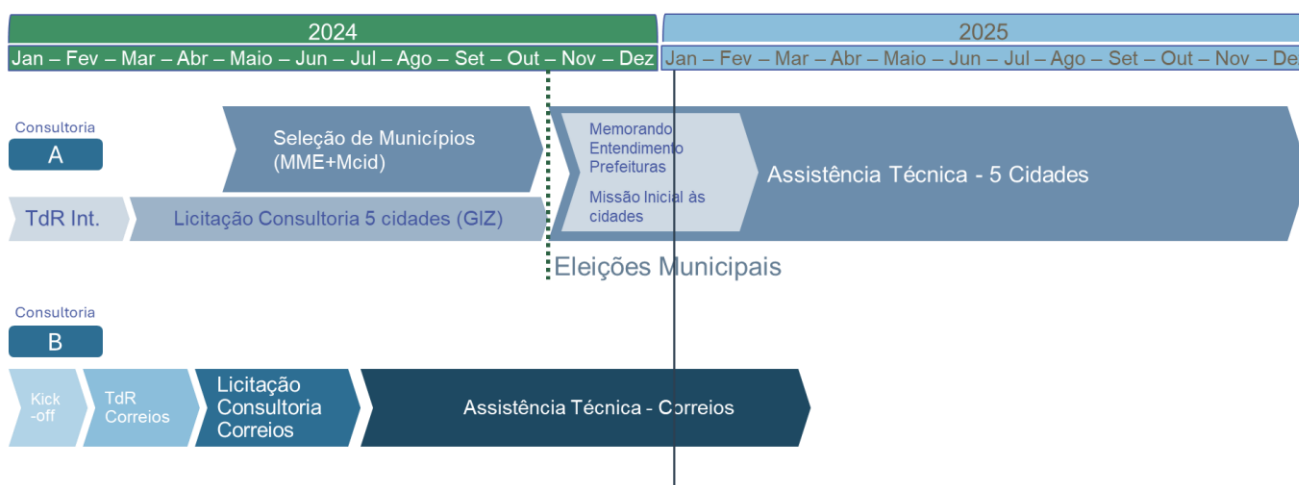 2024
2025
Jan – Fev – Mar – Abr – Maio – Jun – Jul – Ago – Set – Out – Nov – Dez
Jan – Fev – Mar – Abr – Maio – Jun – Jul – Ago – Set – Out – Nov – Dez
Consultoria
A
Seleção de Municípios
(MME+Mcid)
Memorando
Entendimento
Prefeituras
Missão Inicial às
cidades
Assistência Técnica - 5 Cidades
TdR Int.
Licitação Consultoria 5 cidades (GIZ)
Eleições Municipais
Consultoria
B
Kick
-off
TdR
Correios
Licitação
Consultoria
Correios
Assistência Técnica - Correios